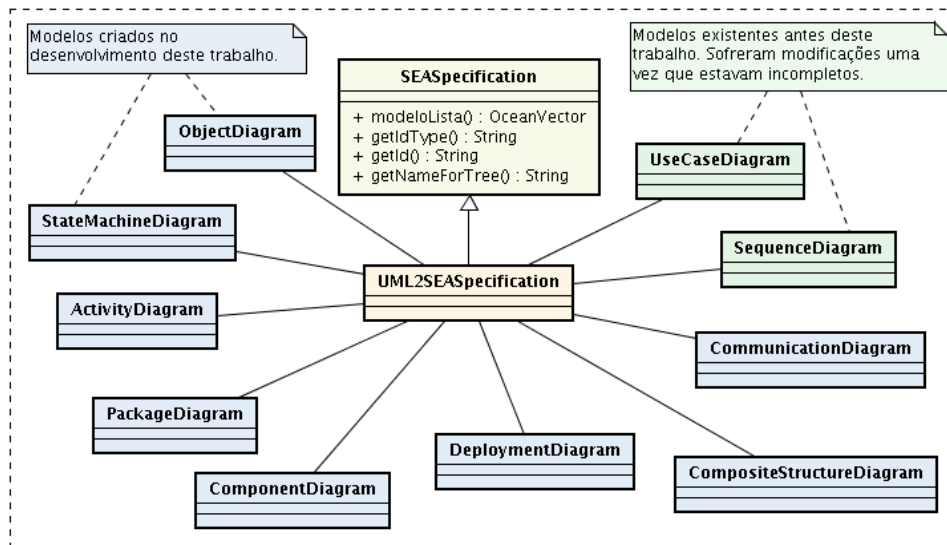 Modelos criados no
desenvolvimento deste trabalho.
Modelos existentes antes deste
trabalho. Sofreram modificações uma
vez que estavam incompletos.
SEASpecification
+ modeloLista() : OceanVector
+ getIdType() : String
+ getId() : String
+ getNameForTree() : String
ObjectDiagram
UseCaseDiagram
StateMachineDiagram
SequenceDiagram
UML2SEASpecification
ActivityDiagram
CommunicationDiagram
PackageDiagram
DeploymentDiagram
CompositeStructureDiagram
ComponentDiagram